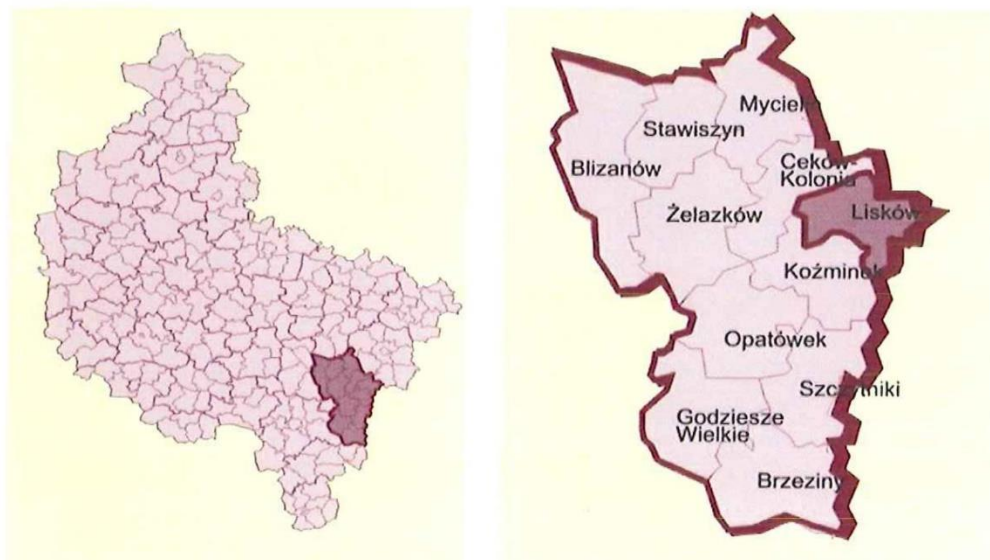 Myciel
Stawiszyn
Blizanów
Ceków-
Kolonia
Żelazków
Lisków
Koźminek
Opatówek
Szczytniki
Godziesze
Wielkie
Brzeziny